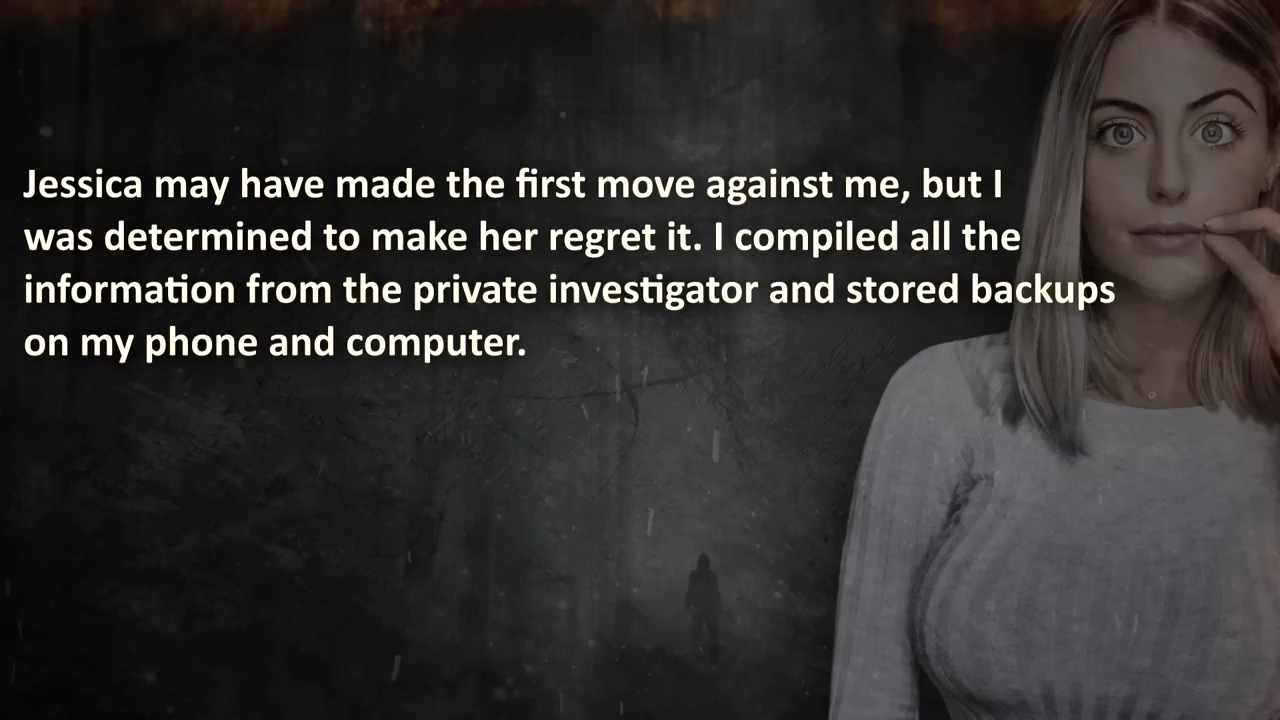 Jessica may have made the first move against me, but I
was determined to make her regret it. I compiled all the
information from the private investigator and stored backups
on my phone and computer.